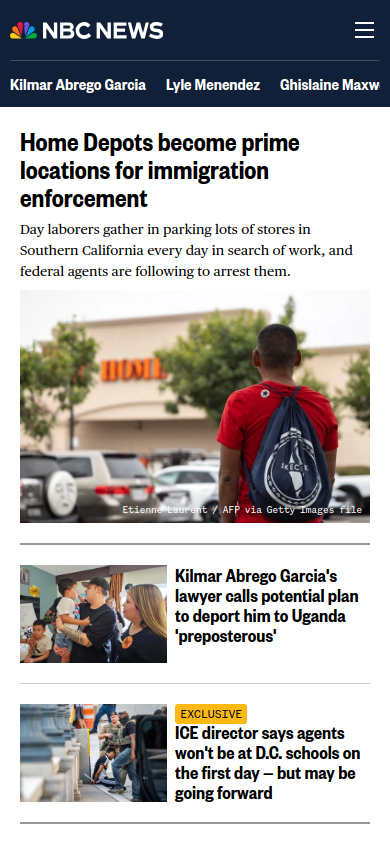 NBC NEWS
Kilmar Abrego Garcia Lyle Menendez Ghislaine Maxw
Home Depots become prime
locations for immigration
enforcement
Day laborers gather in parking lots of stores in
Southern California every day in search of work, and
federal agents are following to arrest them.
HOME
Etienne Laurent / AFP via Getty Images file
Kilmar Abrego Garcia's
lawyer calls potential plan
to deport him to Uganda
'preposterous'
EXCLUSIVE
ICE director says agents
won't be at D.C. schools on
the first day — but may be
going forward